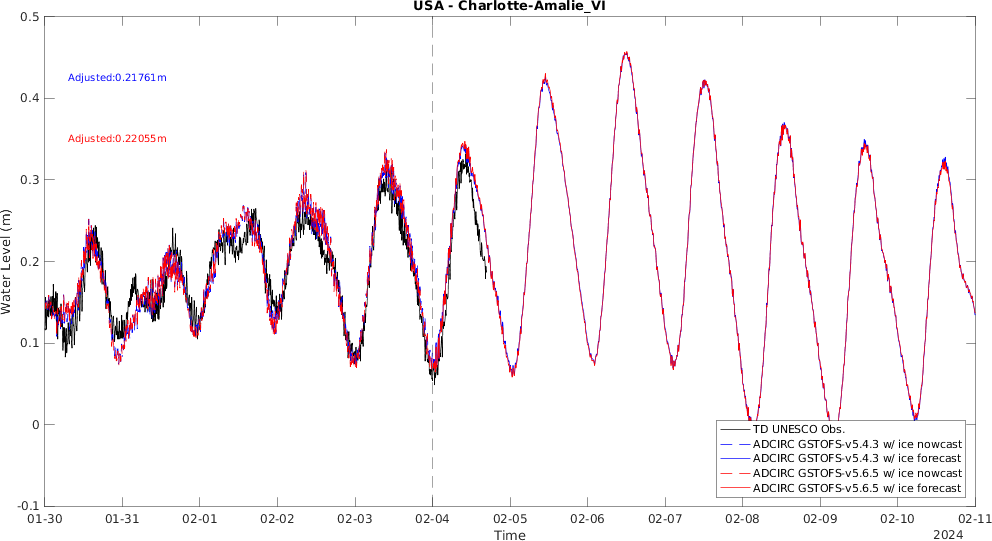 USA - Charlotte-Amalie_VI
0.5
Adjusted:0.21761m
0.4
Adjusted:0.22055m
0.3
Water Level (m)
0.2
0.1
0
TD UNESCO Obs.
ADCIRC GSTOFS-v5.4.3 w/ ice nowcast
ADCIRC GSTOFS-v5.4.3 w/ ice forecast
ADCIRC GSTOFS-v5.6.5 w/ ice nowcast
ADCIRC GSTOFS-v5.6.5 w/ ice forecast
-0.1
01-30 01-31 02-01 02-02 02-03 02-04 02-05 02-06 02-07 02-08 02-09 02-10 02-11
Time
2024